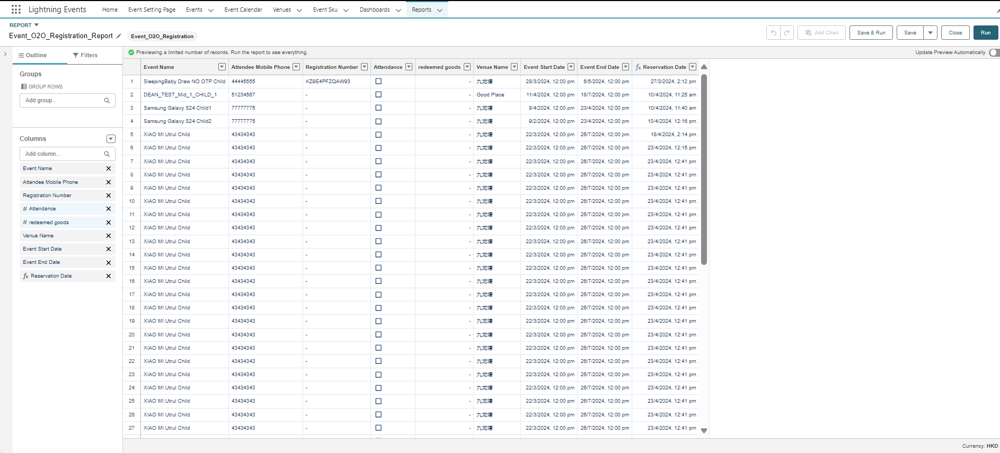 Lightning Events Home Event Setting Page Events Event Calendar Venues Event Sku Dashboards Reports
REPORT
Event_O2O_Registration_Report Event_O2O_Registration Add Chart Save & Run Save Close Run
Outline Filters
Previewing a limited number of records. Run the report to see everything. Update Preview Automatically
Groups
GROUP ROWS
Add group...
Columns
Add column...
Event Name
Attendee Mobile Phone
Registration Number
# Attendance
# redeemed goods
Venue Name
Event Start Date
Event End Date
fx Reservation Date
Event Name Attendee Mobile Phone Registration Number Attendance redeemed goods Venue Name Event Start Date Event End Date fx Reservation Date
1 SleepingBaby Draw NO OTP Child 44445555 KZ9E4PFZQAW93 - 九龙塘 28/3/2024, 12:00 pm 6/5/2024, 12:00 pm 27/3/2024, 2:12 pm
2 DEAN_TEST_Mid_1_CHILD_1 51234567 - - Good Place 11/4/2024, 12:00 pm 18/7/2024, 12:00 pm 10/4/2024, 11:25 am
3 Samsung Galaxy S24 Child1 77777775 - - 九龙塘 8/4/2024, 12:00 pm 23/4/2024, 12:00 pm 10/4/2024, 11:40 am
4 Samsung Galaxy S24 Child2 77777775 - - 九龙塘 9/2/2024, 12:00 pm 23/4/2024, 12:00 pm 10/4/2024, 12:16 pm
5 XIAO MI Utrul Child 43434343 - - 九龙塘 22/3/2024, 12:00 pm 26/7/2024, 12:00 pm 18/4/2024, 2:14 pm
6 XIAO MI Utrul Child 43434343 - - 九龙塘 22/3/2024, 12:00 pm 26/7/2024, 12:00 pm 23/4/2024, 12:15 pm
7 XIAO MI Utrul Child 43434343 - - 九龙塘 22/3/2024, 12:00 pm 26/7/2024, 12:00 pm 23/4/2024, 12:41 pm
8 XIAO MI Utrul Child 43434343 - - 九龙塘 22/3/2024, 12:00 pm 26/7/2024, 12:00 pm 23/4/2024, 12:41 pm
9 XIAO MI Utrul Child 43434343 - - 九龙塘 22/3/2024, 12:00 pm 26/7/2024, 12:00 pm 23/4/2024, 12:41 pm
10 XIAO MI Utrul Child 43434343 - - 九龙塘 22/3/2024, 12:00 pm 26/7/2024, 12:00 pm 23/4/2024, 12:41 pm
11 XIAO MI Utrul Child 43434343 - - 九龙塘 22/3/2024, 12:00 pm 26/7/2024, 12:00 pm 23/4/2024, 12:41 pm
12 XIAO MI Utrul Child 43434343 - - 九龙塘 22/3/2024, 12:00 pm 26/7/2024, 12:00 pm 23/4/2024, 12:41 pm
13 XIAO MI Utrul Child 43434343 - - 九龙塘 22/3/2024, 12:00 pm 26/7/2024, 12:00 pm 23/4/2024, 12:41 pm
14 XIAO MI Utrul Child 43434343 - - 九龙塘 22/3/2024, 12:00 pm 26/7/2024, 12:00 pm 23/4/2024, 12:41 pm
15 XIAO MI Utrul Child 43434343 - - 九龙塘 22/3/2024, 12:00 pm 26/7/2024, 12:00 pm 23/4/2024, 12:41 pm
16 XIAO MI Utrul Child 43434343 - - 九龙塘 22/3/2024, 12:00 pm 26/7/2024, 12:00 pm 23/4/2024, 12:41 pm
17 XIAO MI Utrul Child 43434343 - - 九龙塘 22/3/2024, 12:00 pm 26/7/2024, 12:00 pm 23/4/2024, 12:41 pm
18 XIAO MI Utrul Child 43434343 - - 九龙塘 22/3/2024, 12:00 pm 26/7/2024, 12:00 pm 23/4/2024, 12:41 pm
19 XIAO MI Utrul Child 43434343 - - 九龙塘 22/3/2024, 12:00 pm 26/7/2024, 12:00 pm 23/4/2024, 12:41 pm
20 XIAO MI Utrul Child 43434343 - - 九龙塘 22/3/2024, 12:00 pm 26/7/2024, 12:00 pm 23/4/2024, 12:41 pm
21 XIAO MI Utrul Child 43434343 - - 九龙塘 22/3/2024, 12:00 pm 26/7/2024, 12:00 pm 23/4/2024, 12:41 pm
22 XIAO MI Utrul Child 43434343 - - 九龙塘 22/3/2024, 12:00 pm 26/7/2024, 12:00 pm 23/4/2024, 12:41 pm
23 XIAO MI Utrul Child 43434343 - - 九龙塘 22/3/2024, 12:00 pm 26/7/2024, 12:00 pm 23/4/2024, 12:41 pm
24 XIAO MI Utrul Child 43434343 - - 九龙塘 22/3/2024, 12:00 pm 26/7/2024, 12:00 pm 23/4/2024, 12:41 pm
25 XIAO MI Utrul Child 43434343 - - 九龙塘 22/3/2024, 12:00 pm 26/7/2024, 12:00 pm 23/4/2024, 12:41 pm
26 XIAO MI Utrul Child 43434343 - - 九龙塘 22/3/2024, 12:00 pm 26/7/2024, 12:00 pm 23/4/2024, 12:41 pm
27 XIAO MI Utrul Child 43434343 - - 九龙塘 22/3/2024, 12:00 pm 26/7/2024, 12:00 pm 23/4/2024, 12:41 pm
Currency: HKD